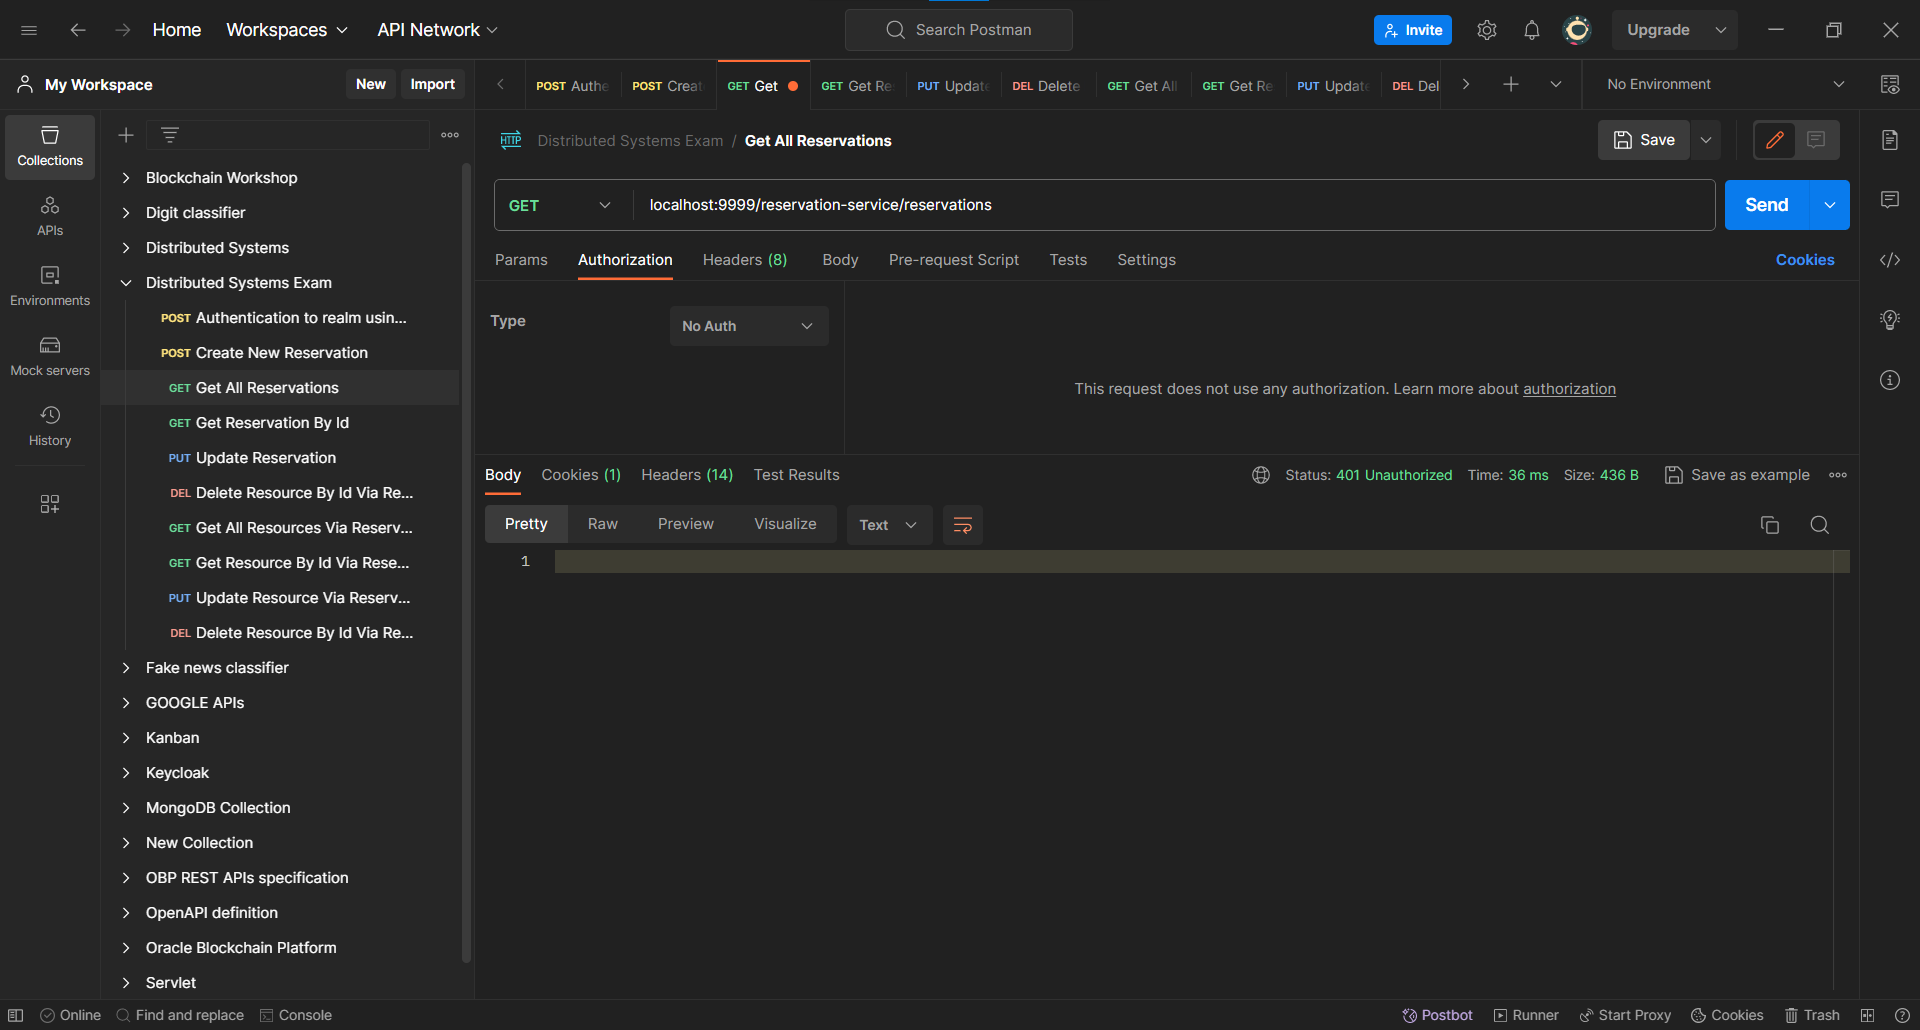 Home Workspaces API Network Search Postman Invite Upgrade
My Workspace New Import
POST Authe POST Creat GET Get GET Get Re PUT Update DEL Delete GET Get All GET Get Re PUT Update DEL Del No Environment
Collections
APIs
Environments
Mock servers
History
Blockchain Workshop
Digit classifier
Distributed Systems
Distributed Systems Exam
POST Authentication to realm usin...
POST Create New Reservation
GET Get All Reservations
GET Get Reservation By Id
PUT Update Reservation
DEL Delete Resource By Id Via Re...
GET Get All Resources Via Reserv...
GET Get Resource By Id Via Rese...
PUT Update Resource Via Reserv...
DEL Delete Resource By Id Via Re...
Fake news classifier
GOOGLE APIs
Kanban
Keycloak
MongoDB Collection
New Collection
OBP REST APIs specification
OpenAPI definition
Oracle Blockchain Platform
Servlet
HTTP Distributed Systems Exam / Get All Reservations Save
GET localhost:9999/reservation-service/reservations Send
Params Authorization Headers (8) Body Pre-request Script Tests Settings Cookies
Type No Auth
This request does not use any authorization. Learn more about authorization
Body Cookies (1) Headers (14) Test Results Status: 401 Unauthorized Time: 36 ms Size: 436 B Save as example
Pretty Raw Preview Visualize Text
1
Online Find and replace Console Postbot Runner Start Proxy Cookies Trash